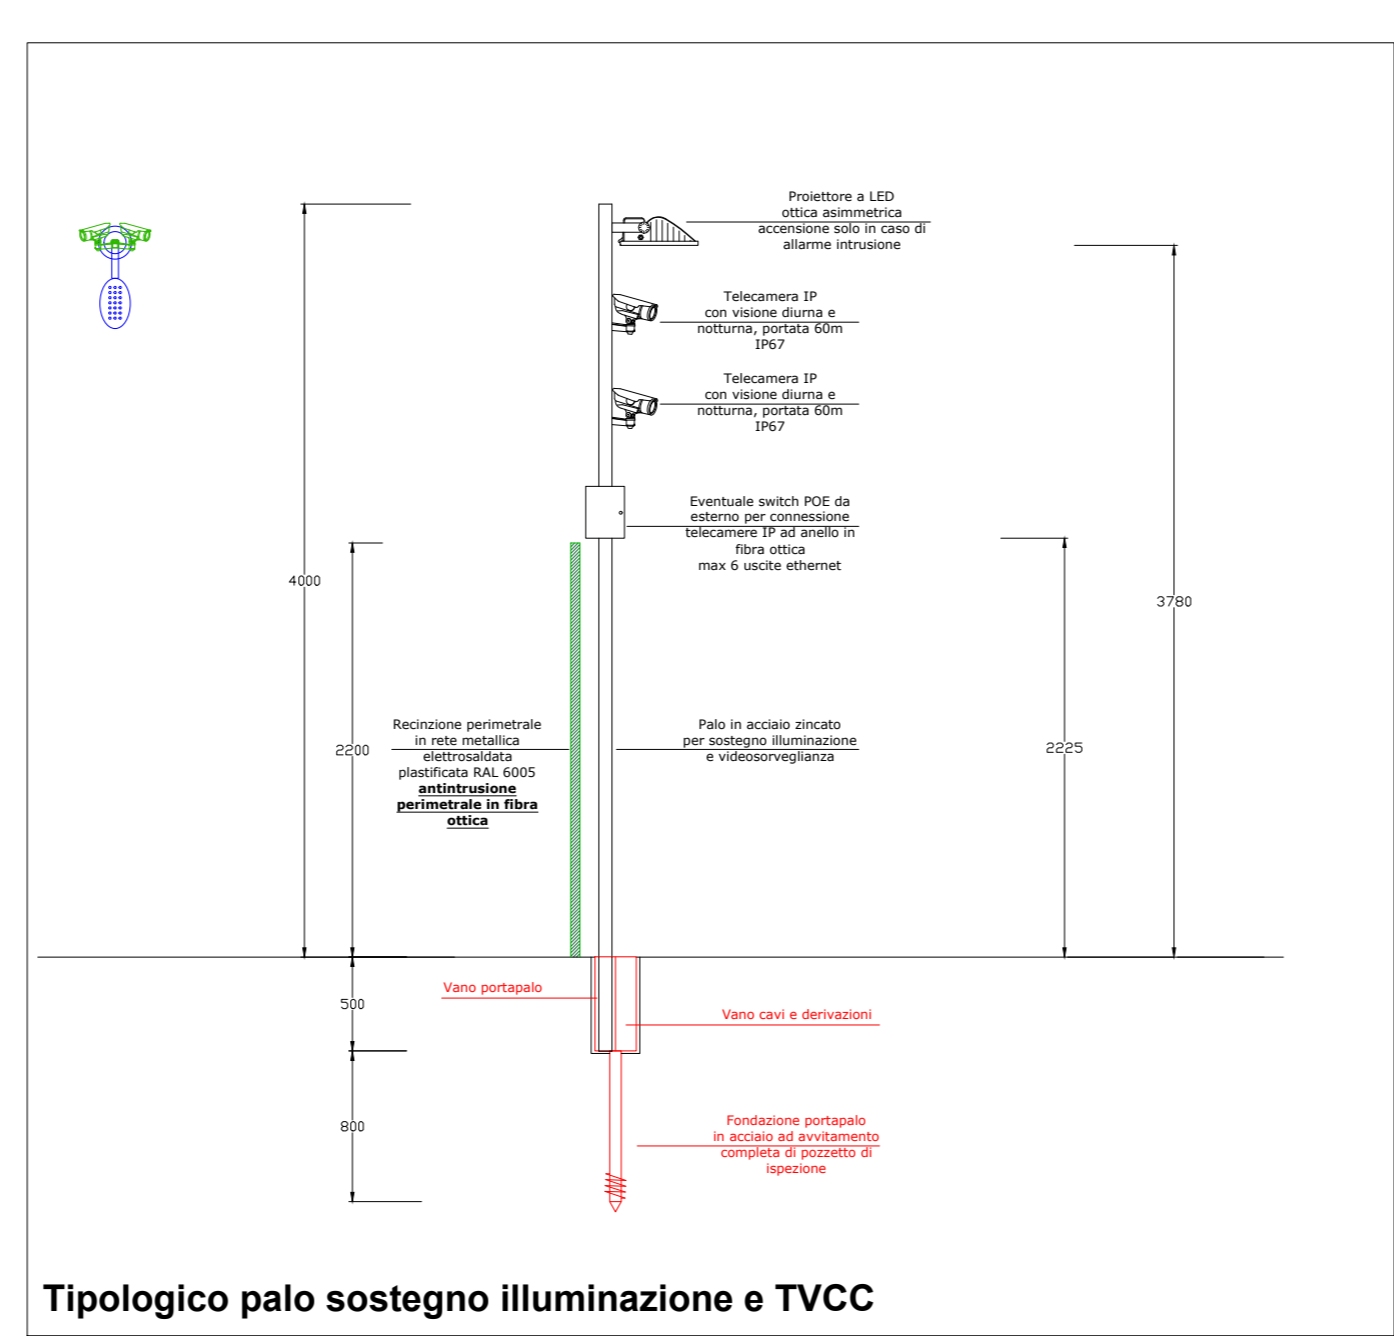 Proiettore a LED
ottica asimmetrica
accensione solo in caso di
allarme intrusione
Telecamera IP
con visione diurna e
notturna, portata 60m
IP67
Telecamera IP
con visione diurna e
notturna, portata 60m
IP67
Eventuale switch POE da
esterno per connessione
telecamere IP ad anello in
fibra ottica
max 6 uscite ethernet
4000
3780
Recinzione perimetrale
in rete metallica
elettrosaldata
plastificata RAL 6005
antintrusione
perimetrale in fibra
ottica
2200
Palo in acciaio zincato
per sostegno illuminazione
e videosorveglianza
2225
Vano portapalo
500
Vano cavi e derivazioni
800
Fondazione portapalo
in acciaio ad avvitamento
completa di pozzetto di
ispezione
Tipologico palo sostegno illuminazione e TVCC